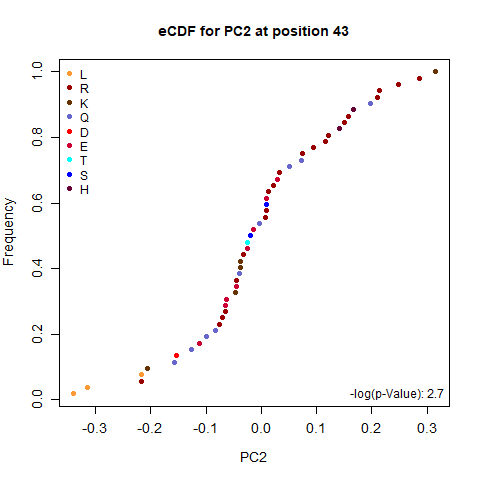 eCDF for PC2 at position 43
Frequency
1.0
0.8
0.6
0.4
0.2
0.0
L
R
K
Q
D
E
T
S
H
-log(p-Value): 2.7
-0.3 -0.2 -0.1 0.0 0.1 0.2 0.3
PC2